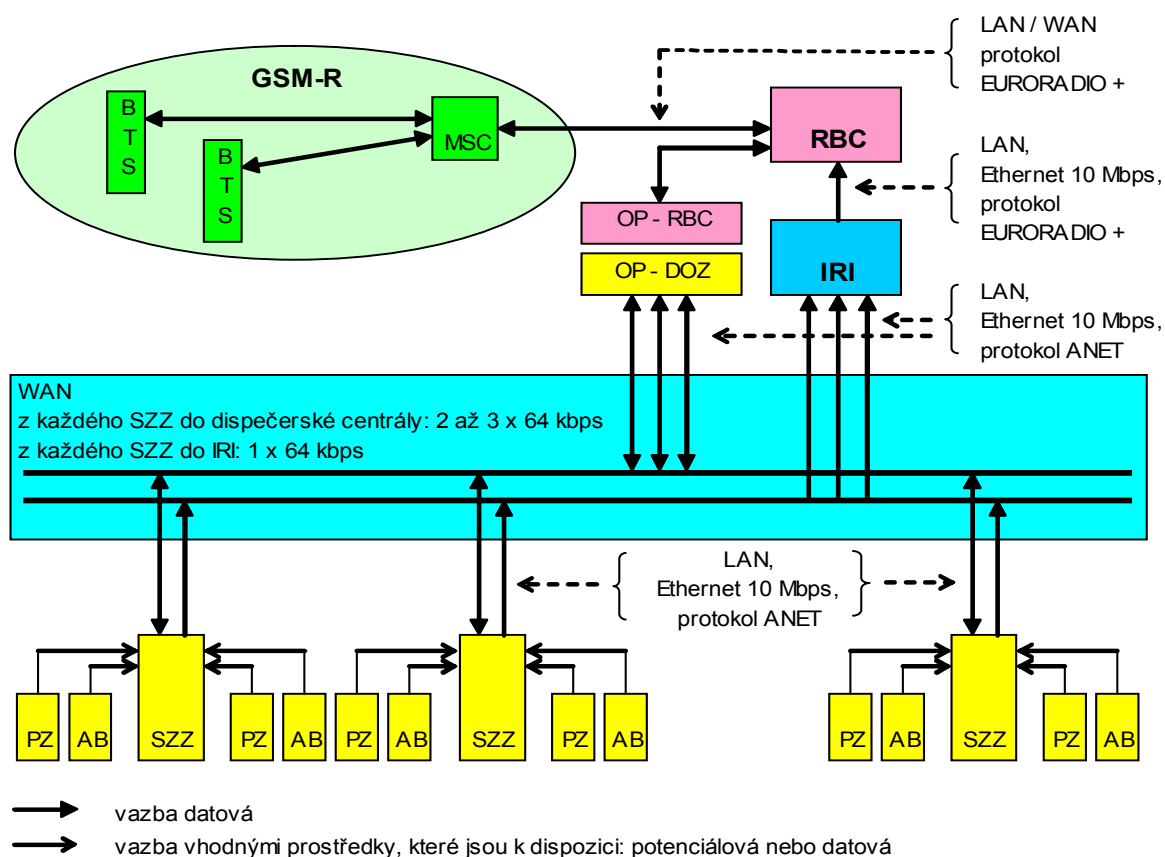 LAN / WAN
protokol
EURORADIO +
GSM-R
B
T
S
B
T
S
MSC
RBC
LAN,
Ethernet 10 Mbps,
protokol
EURORADIO +
OP - RBC
OP - DOZ
IRI
LAN,
Ethernet 10 Mbps,
protokol ANET
WAN
z každého SZZ do dispečerské centrály: 2 až 3 x 64 kbps
z každého SZZ do IRI: 1 x 64 kbps
LAN,
Ethernet 10 Mbps,
protokol ANET
PZ AB SZZ PZ AB PZ AB SZZ PZ AB PZ AB SZZ PZ AB
vazba datová
vazba vhodnými prostředky, které jsou k dispozici: potenciálová nebo datová